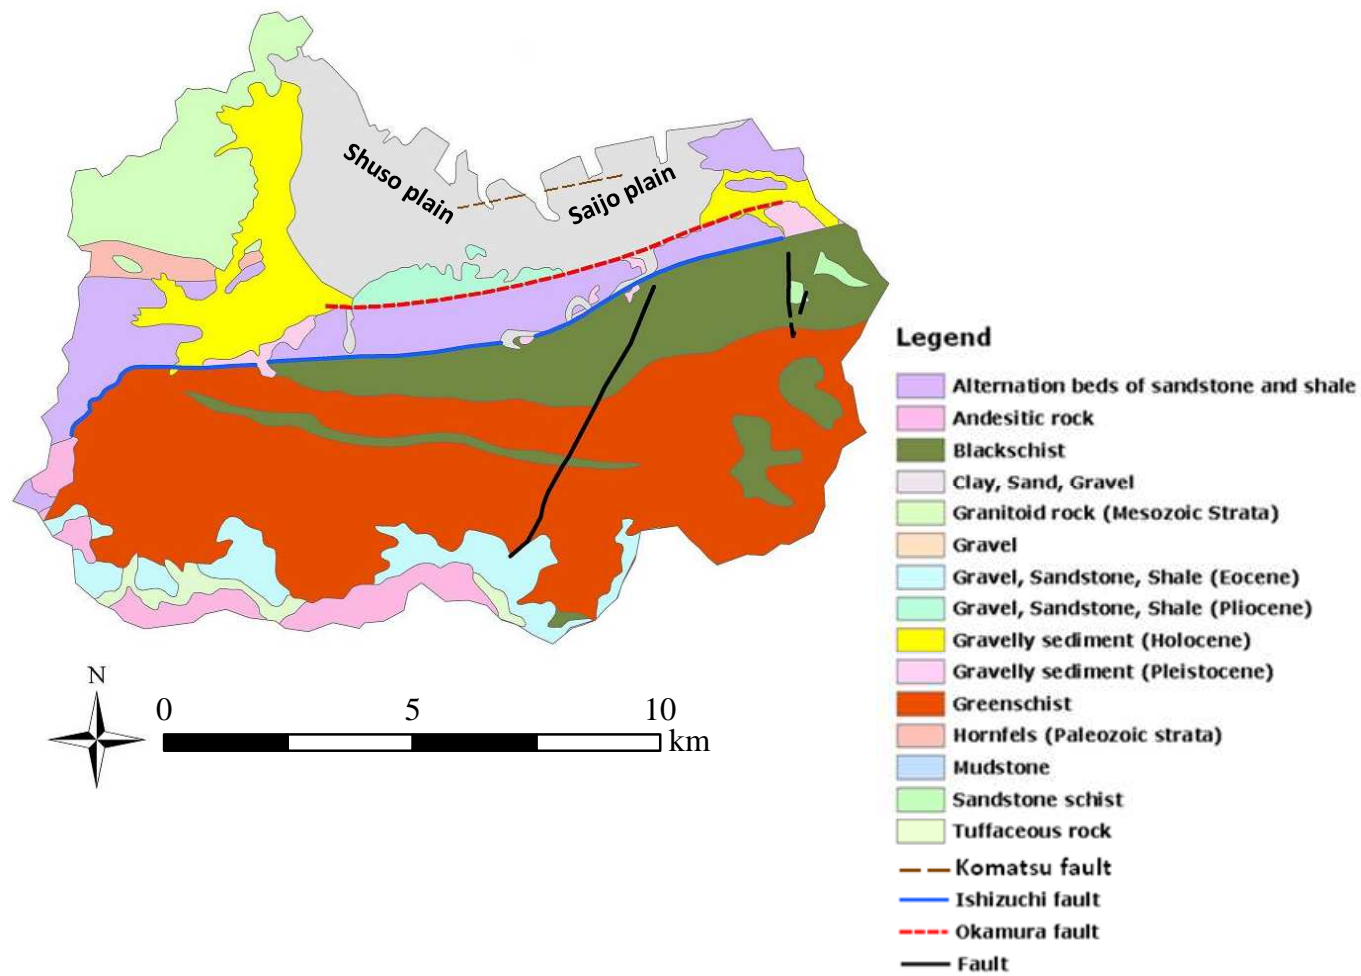 Shuso plain
Saijo plain
Legend
Alternation beds of sandstone and shale
Andesitic rock
Blackschist
Clay, Sand, Gravel
Granitoid rock (Mesozoic Strata)
Gravel
Gravel, Sandstone, Shale (Eocene)
Gravel, Sandstone, Shale (Pliocene)
Gravelly sediment (Holocene)
Gravelly sediment (Pleistocene)
Greenschist
Hornfels (Paleozoic strata)
Mudstone
Sandstone schist
Tuffaceous rock
Komatsu fault
Ishizuchi fault
Okamura fault
Fault
N
0 5 10
km